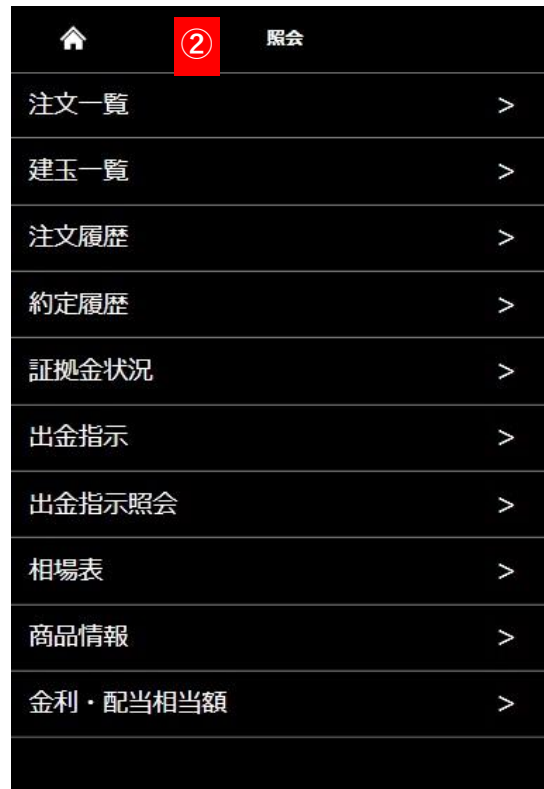 ② 照会
注文一覧 >
建玉一覧 >
注文履歴 >
約定履歴 >
証拠金状況 >
出金指示 >
出金指示照会 >
相場表 >
商品情報 >
金利・配当相当額 >